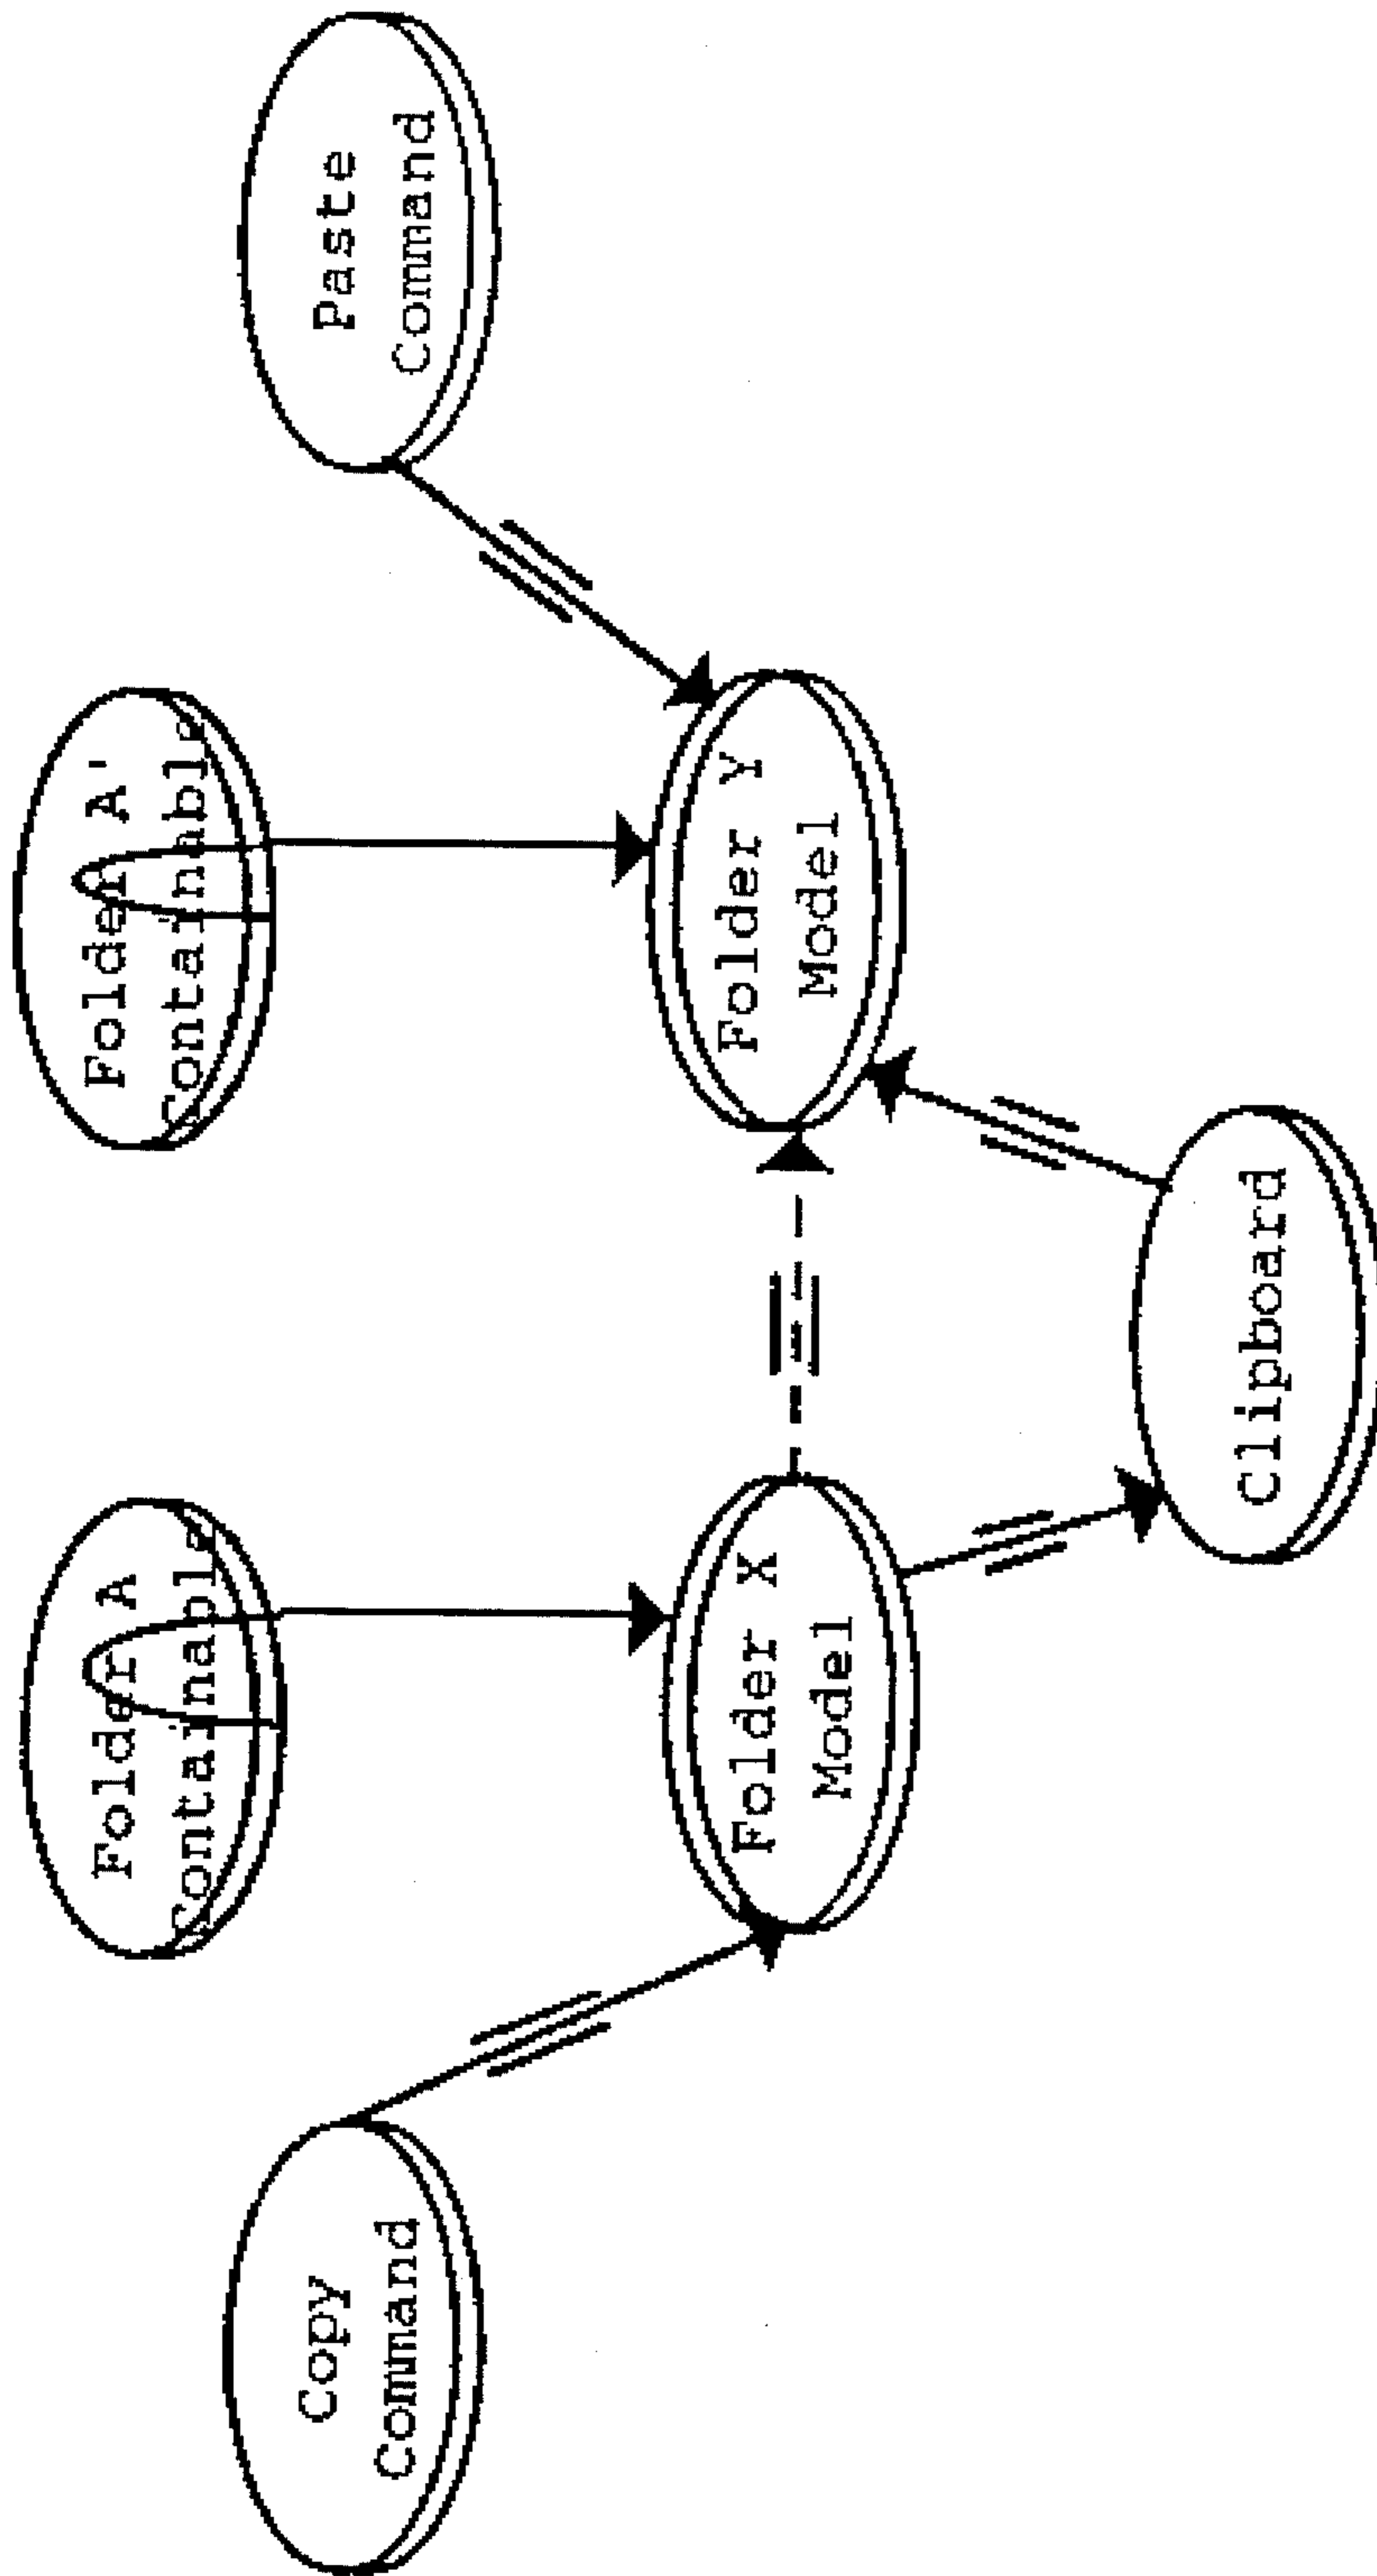 Folder A
Containable
Folder A'
Containable
Copy
Command
Paste
Command
Folder X
Model
Folder Y
Model
Clipboard